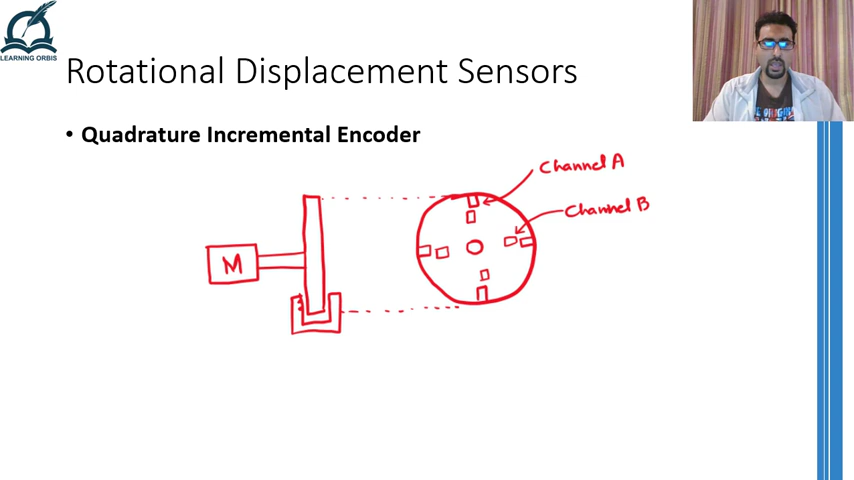 LEARNING ORBIS
Rotational Displacement Sensors
• Quadrature Incremental Encoder
Channel A
Channel B
M